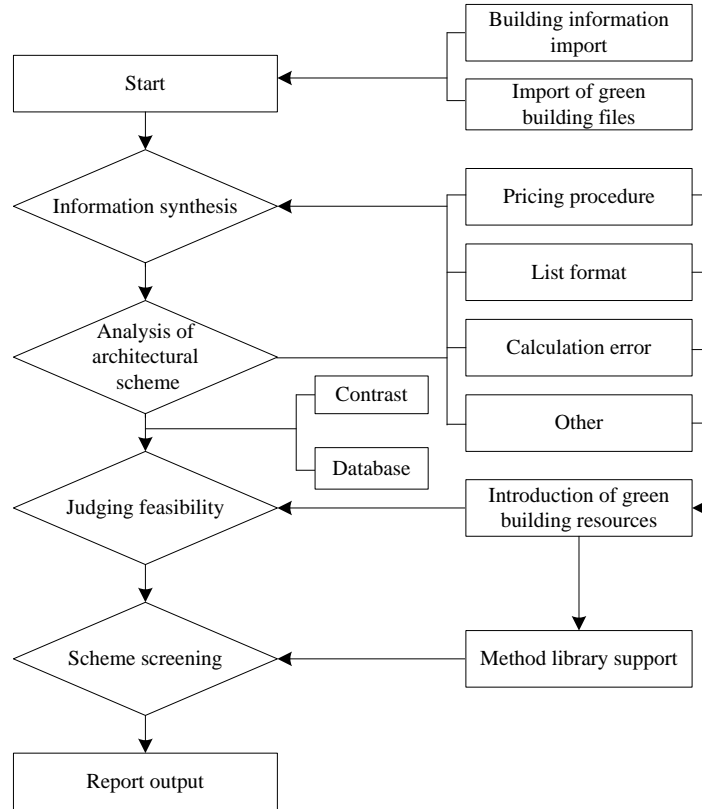 Building information
import
Start
Import of green
building files
Information synthesis
Pricing procedure
List format
Analysis of
architectural
scheme
Calculation error
Contrast
Other
Database
Judging feasibility
Introduction of green
building resources
Scheme screening
Method library support
Report output